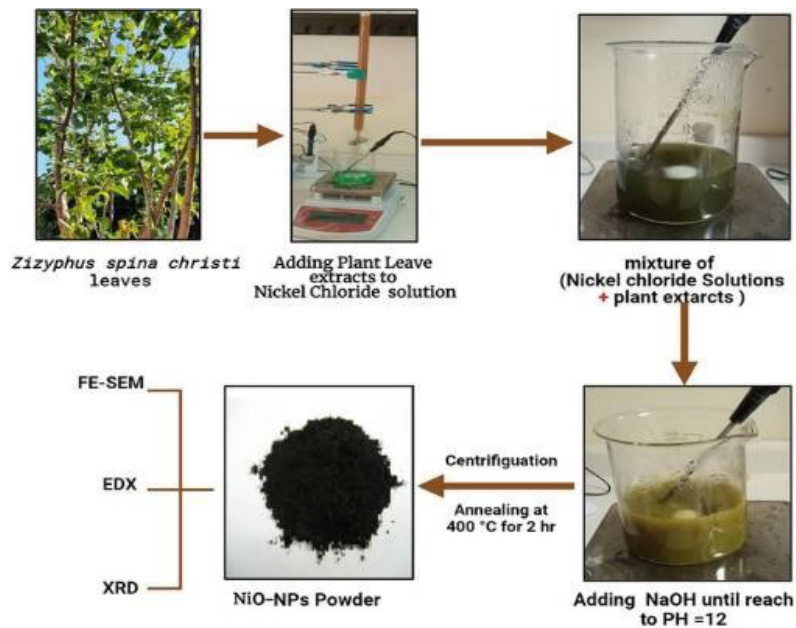 Zizyphus spina christi
leaves
Adding Plant Leave
extracts to
Nickel Chloride solution
mixture of
(Nickel chloride Solutions
+ plant extarcts )
Adding NaOH until reach
to PH =12
Centrifiguation
Annealing at
400 °C for 2 hr
NiO-NPs Powder
FE-SEM
EDX
XRD